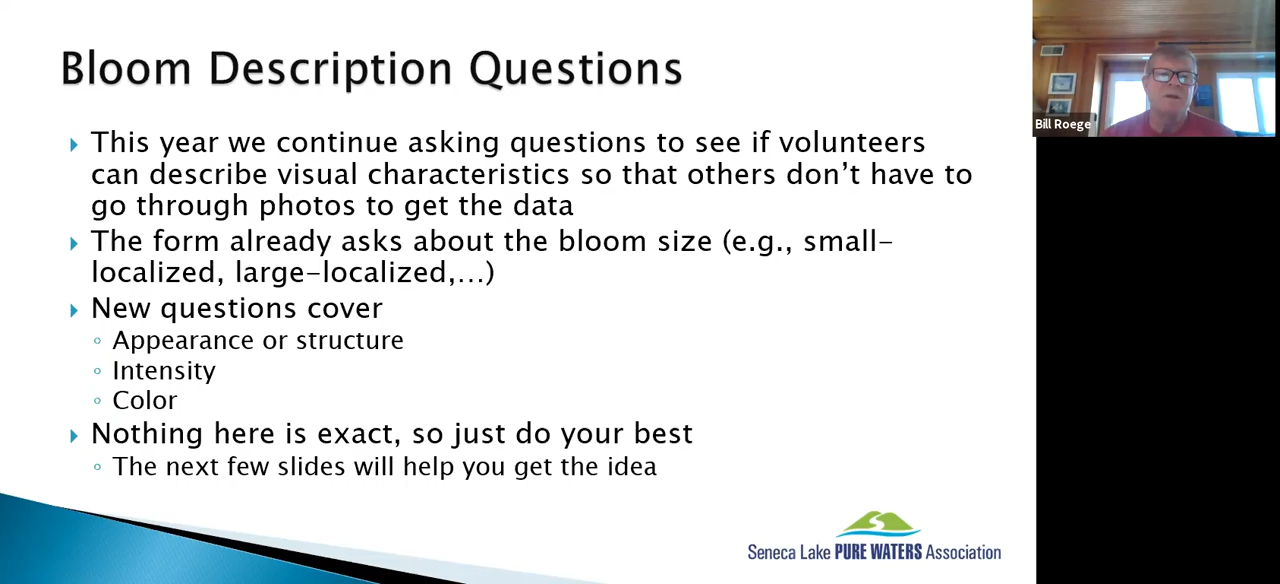 Bloom Description Questions
This year we continue asking questions to see if volunteers
can describe visual characteristics so that others don't have to
go through photos to get the data
The form already asks about the bloom size (e.g., small-
localized, large-localized,...)
New questions cover
Appearance or structure
Intensity
Color
Nothing here is exact, so just do your best
The next few slides will help you get the idea
Seneca Lake PURE WATERS Association
Bill Roege